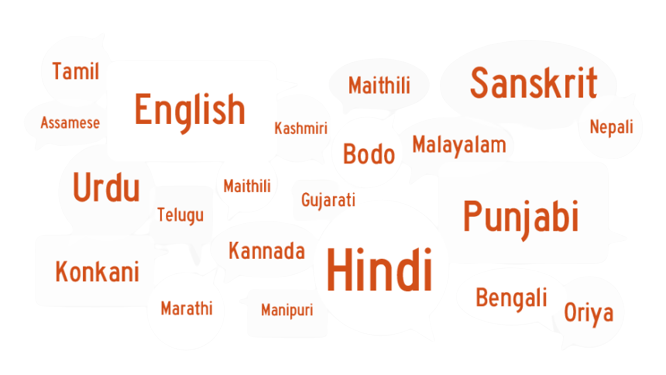 Tamil
English
Maithili
Sanskrit
Assamese
Kashmiri
Nepali
Bodo
Malayalam
Urdu
Maithili
Gujarati
Telugu
Punjabi
Kannada
Hindi
Konkani
Marathi
Manipuri
Bengali
Oriya